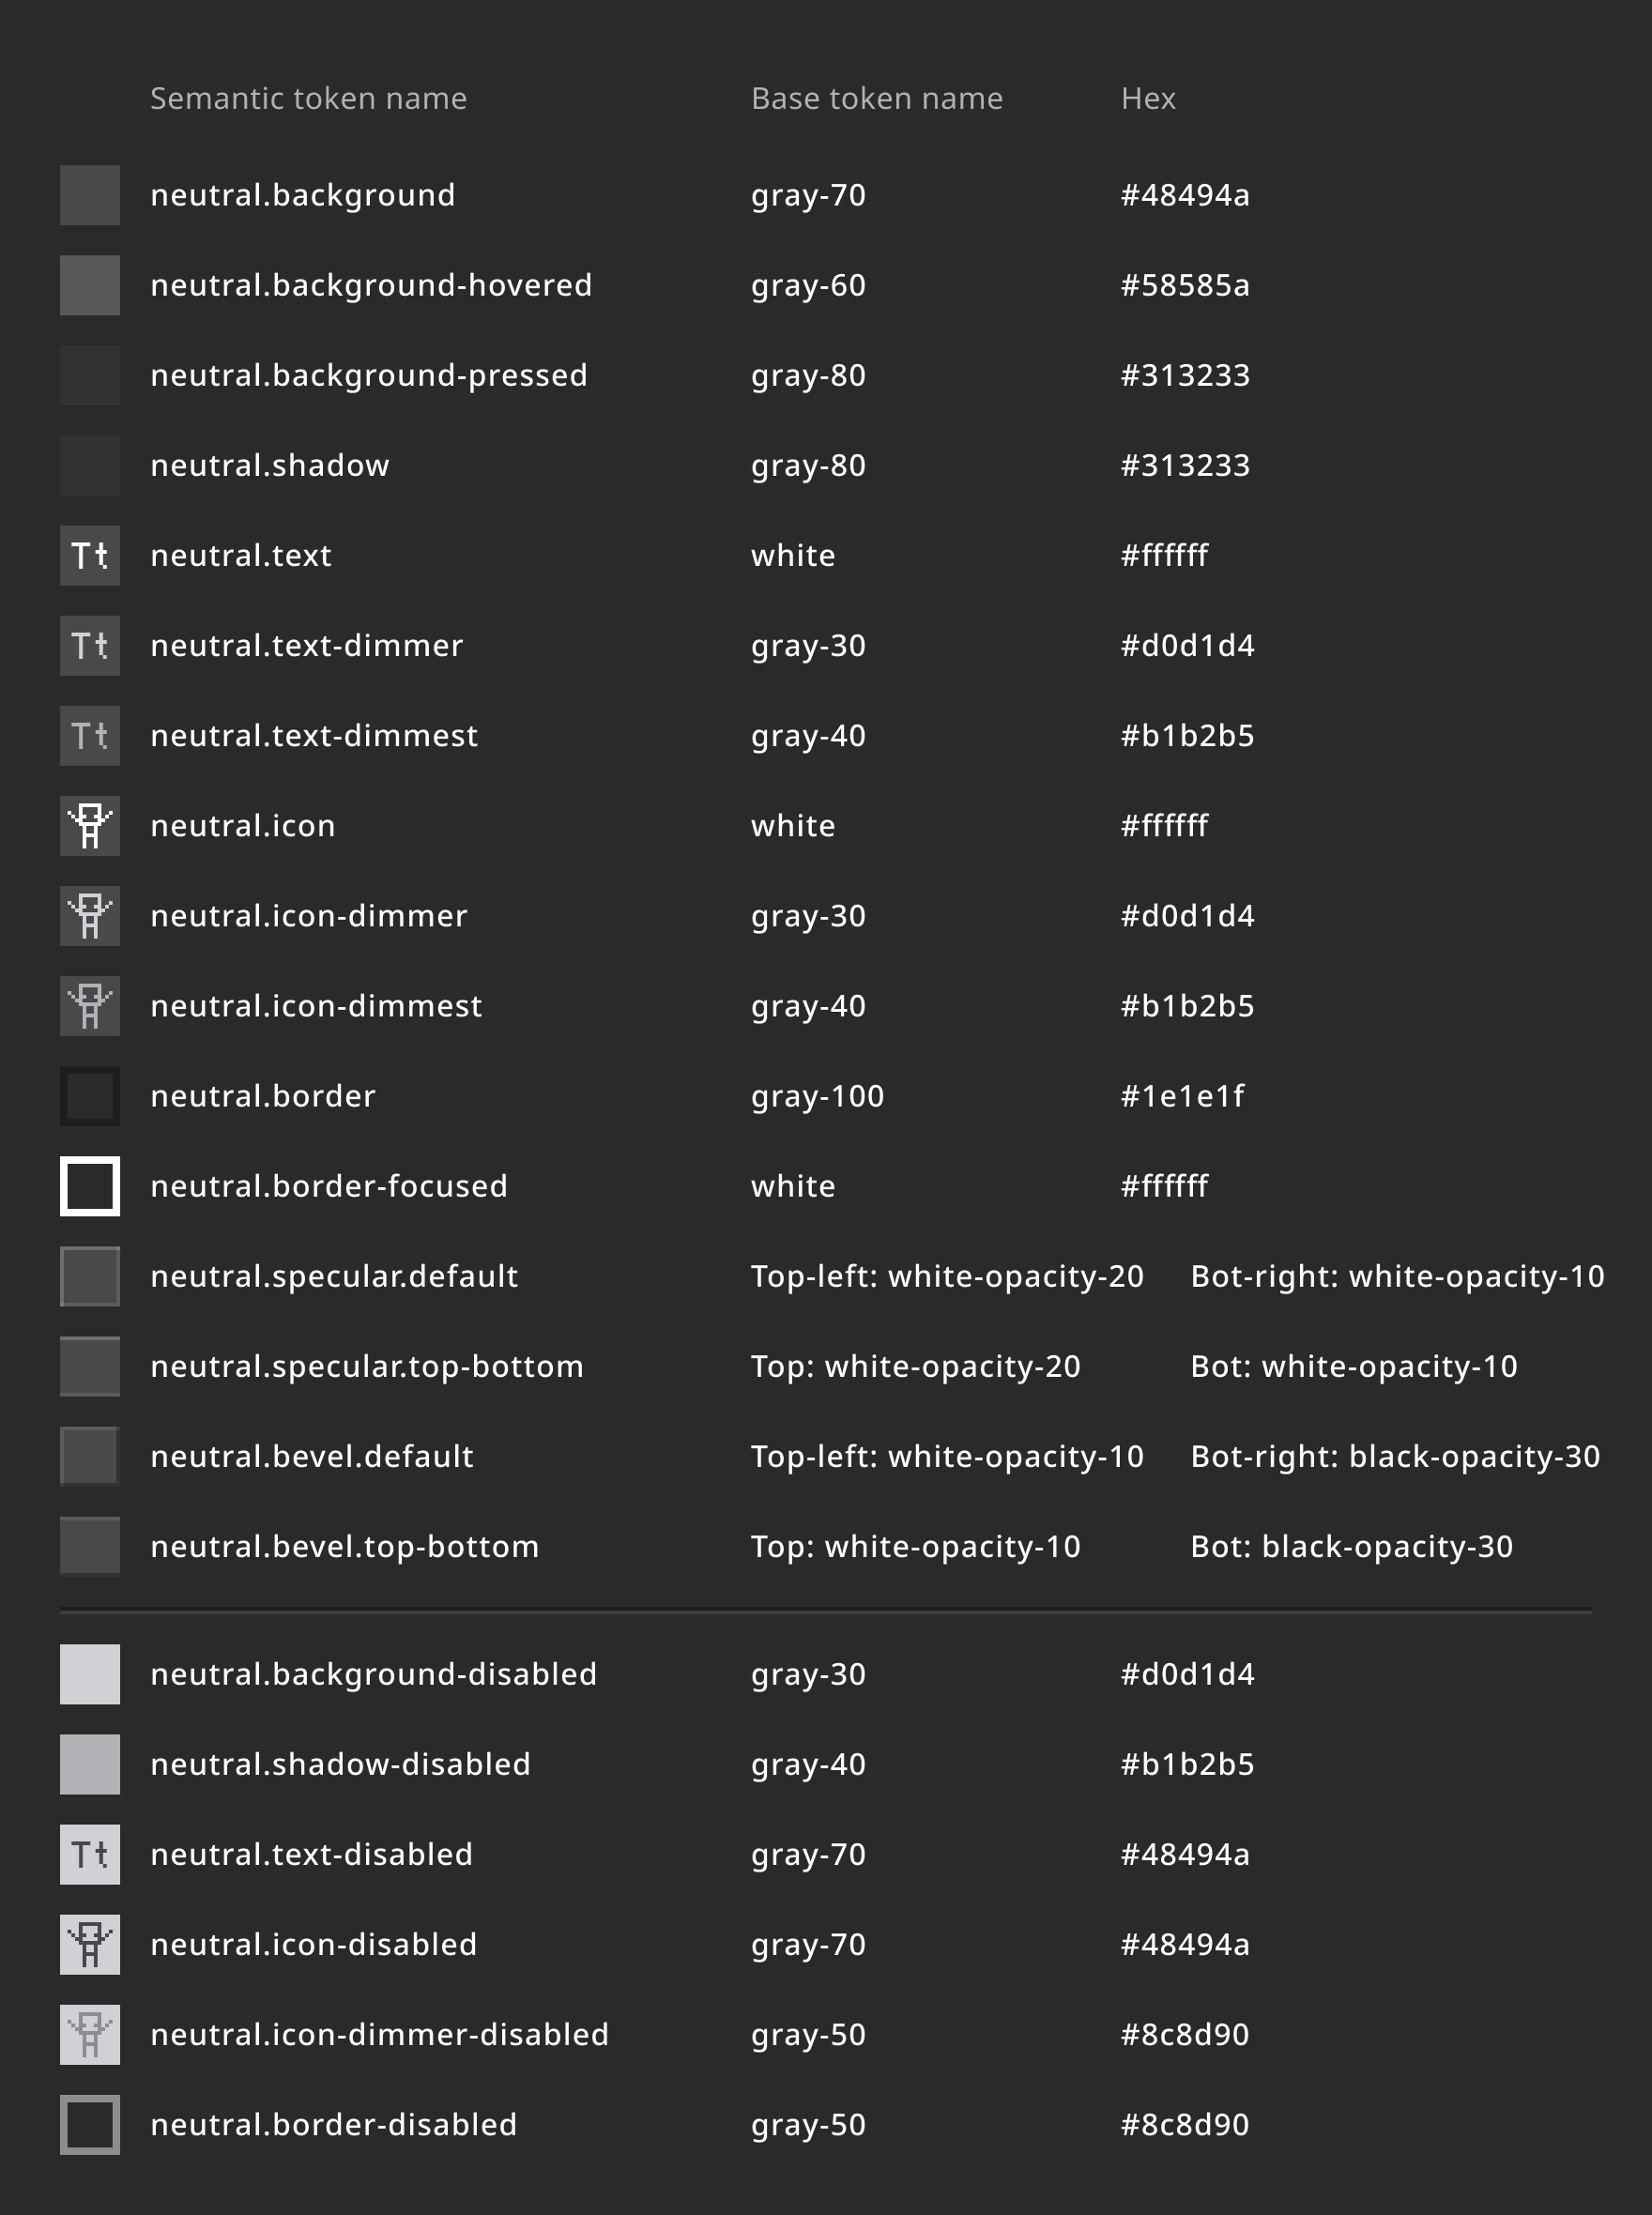 Semantic token name Base token name Hex
neutral.background gray-70 #48494a
neutral.background-hovered gray-60 #58585a
neutral.background-pressed gray-80 #313233
neutral.shadow gray-80 #313233
Tt neutral.text white #ffffff
Tt neutral.text-dimmer gray-30 #d0d1d4
Tt neutral.text-dimmest gray-40 #b1b2b5
neutral.icon white #ffffff
neutral.icon-dimmer gray-30 #d0d1d4
neutral.icon-dimmest gray-40 #b1b2b5
neutral.border gray-100 #1e1e1f
neutral.border-focused white #ffffff
neutral.specular.default Top-left: white-opacity-20 Bot-right: white-opacity-10
neutral.specular.top-bottom Top: white-opacity-20 Bot: white-opacity-10
neutral.bevel.default Top-left: white-opacity-10 Bot-right: black-opacity-30
neutral.bevel.top-bottom Top: white-opacity-10 Bot: black-opacity-30
neutral.background-disabled gray-30 #d0d1d4
neutral.shadow-disabled gray-40 #b1b2b5
Tt neutral.text-disabled gray-70 #48494a
neutral.icon-disabled gray-70 #48494a
neutral.icon-dimmer-disabled gray-50 #8c8d90
neutral.border-disabled gray-50 #8c8d90